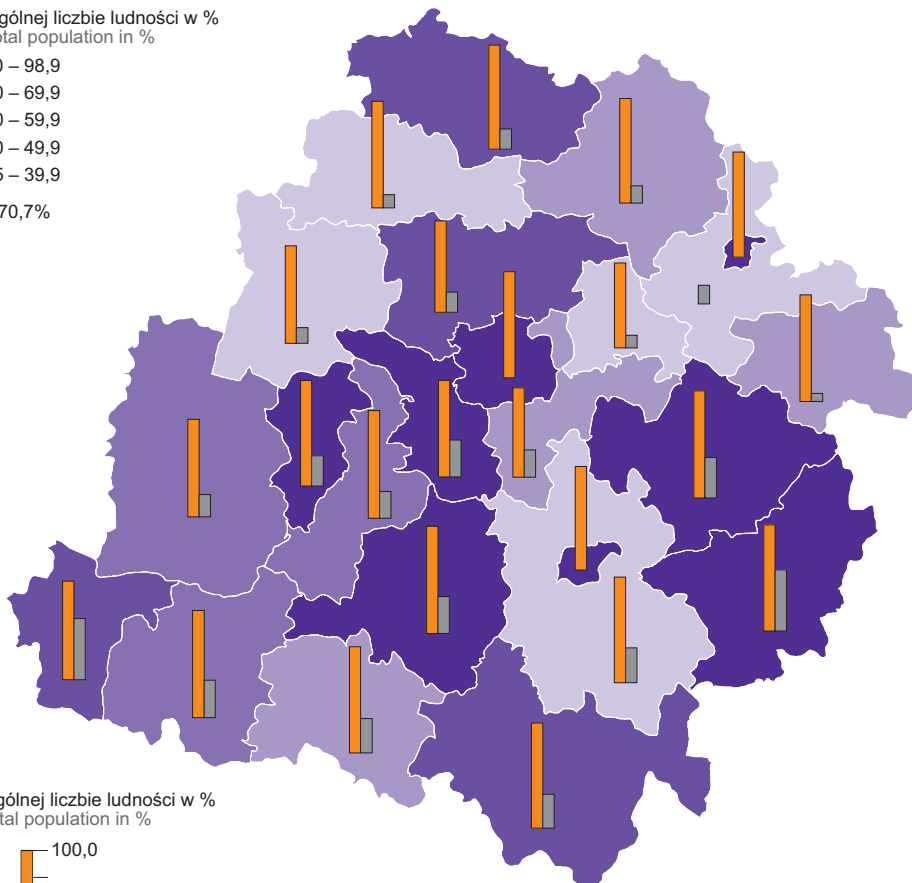 gólnej liczbie ludności w %
otal population in %
0 – 98,9
0 – 69,9
0 – 59,9
0 – 49,9
5 – 39,9
70,7%
gólnej liczbie ludności w %
tal population in %
100,0